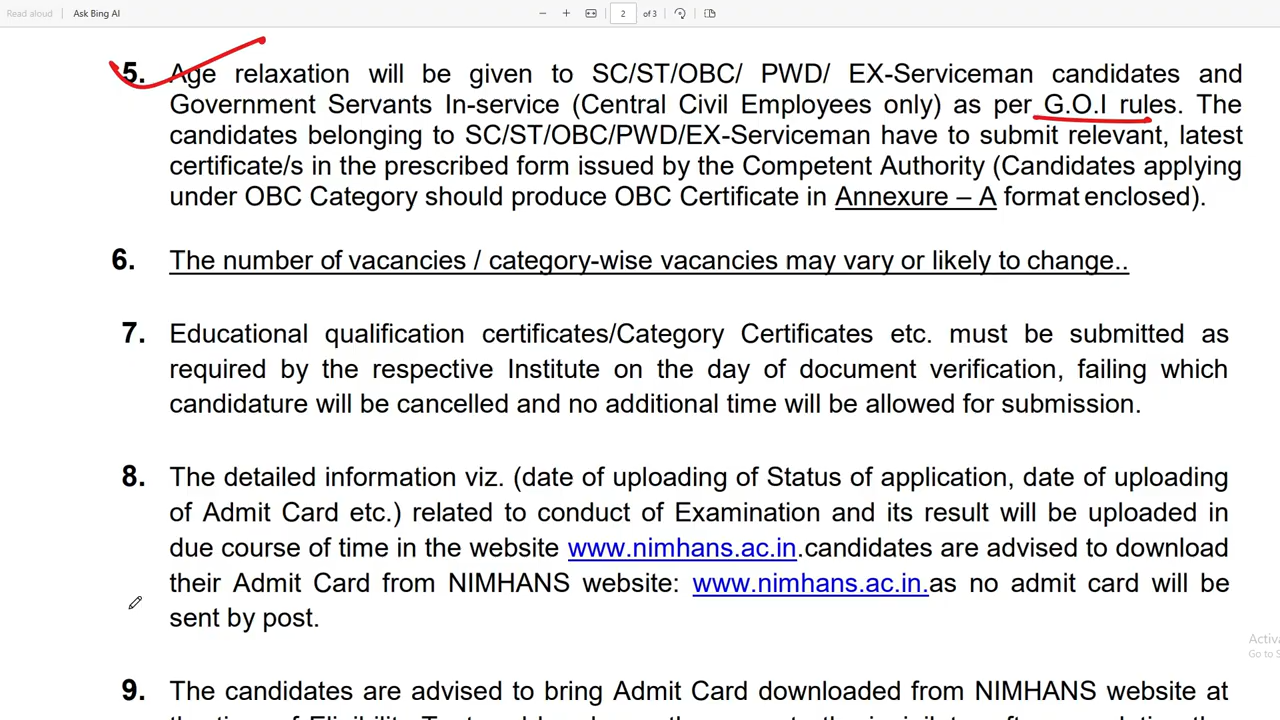 Read aloud Ask Bing AI 2 of 3
5. Age relaxation will be given to SC/ST/OBC/ PWD/ EX-Serviceman candidates and
Government Servants In-service (Central Civil Employees only) as per G.O.I rules. The
candidates belonging to SC/ST/OBC/PWD/EX-Serviceman have to submit relevant, latest
certificate/s in the prescribed form issued by the Competent Authority (Candidates applying
under OBC Category should produce OBC Certificate in Annexure – A format enclosed).
6. The number of vacancies / category-wise vacancies may vary or likely to change..
7. Educational qualification certificates/Category Certificates etc. must be submitted as
required by the respective Institute on the day of document verification, failing which
candidature will be cancelled and no additional time will be allowed for submission.
8. The detailed information viz. (date of uploading of Status of application, date of uploading
of Admit Card etc.) related to conduct of Examination and its result will be uploaded in
due course of time in the website www.nimhans.ac.in.candidates are advised to download
their Admit Card from NIMHANS website: www.nimhans.ac.in.as no admit card will be
sent by post.
Activa
Go to S
9. The candidates are advised to bring Admit Card downloaded from NIMHANS website at